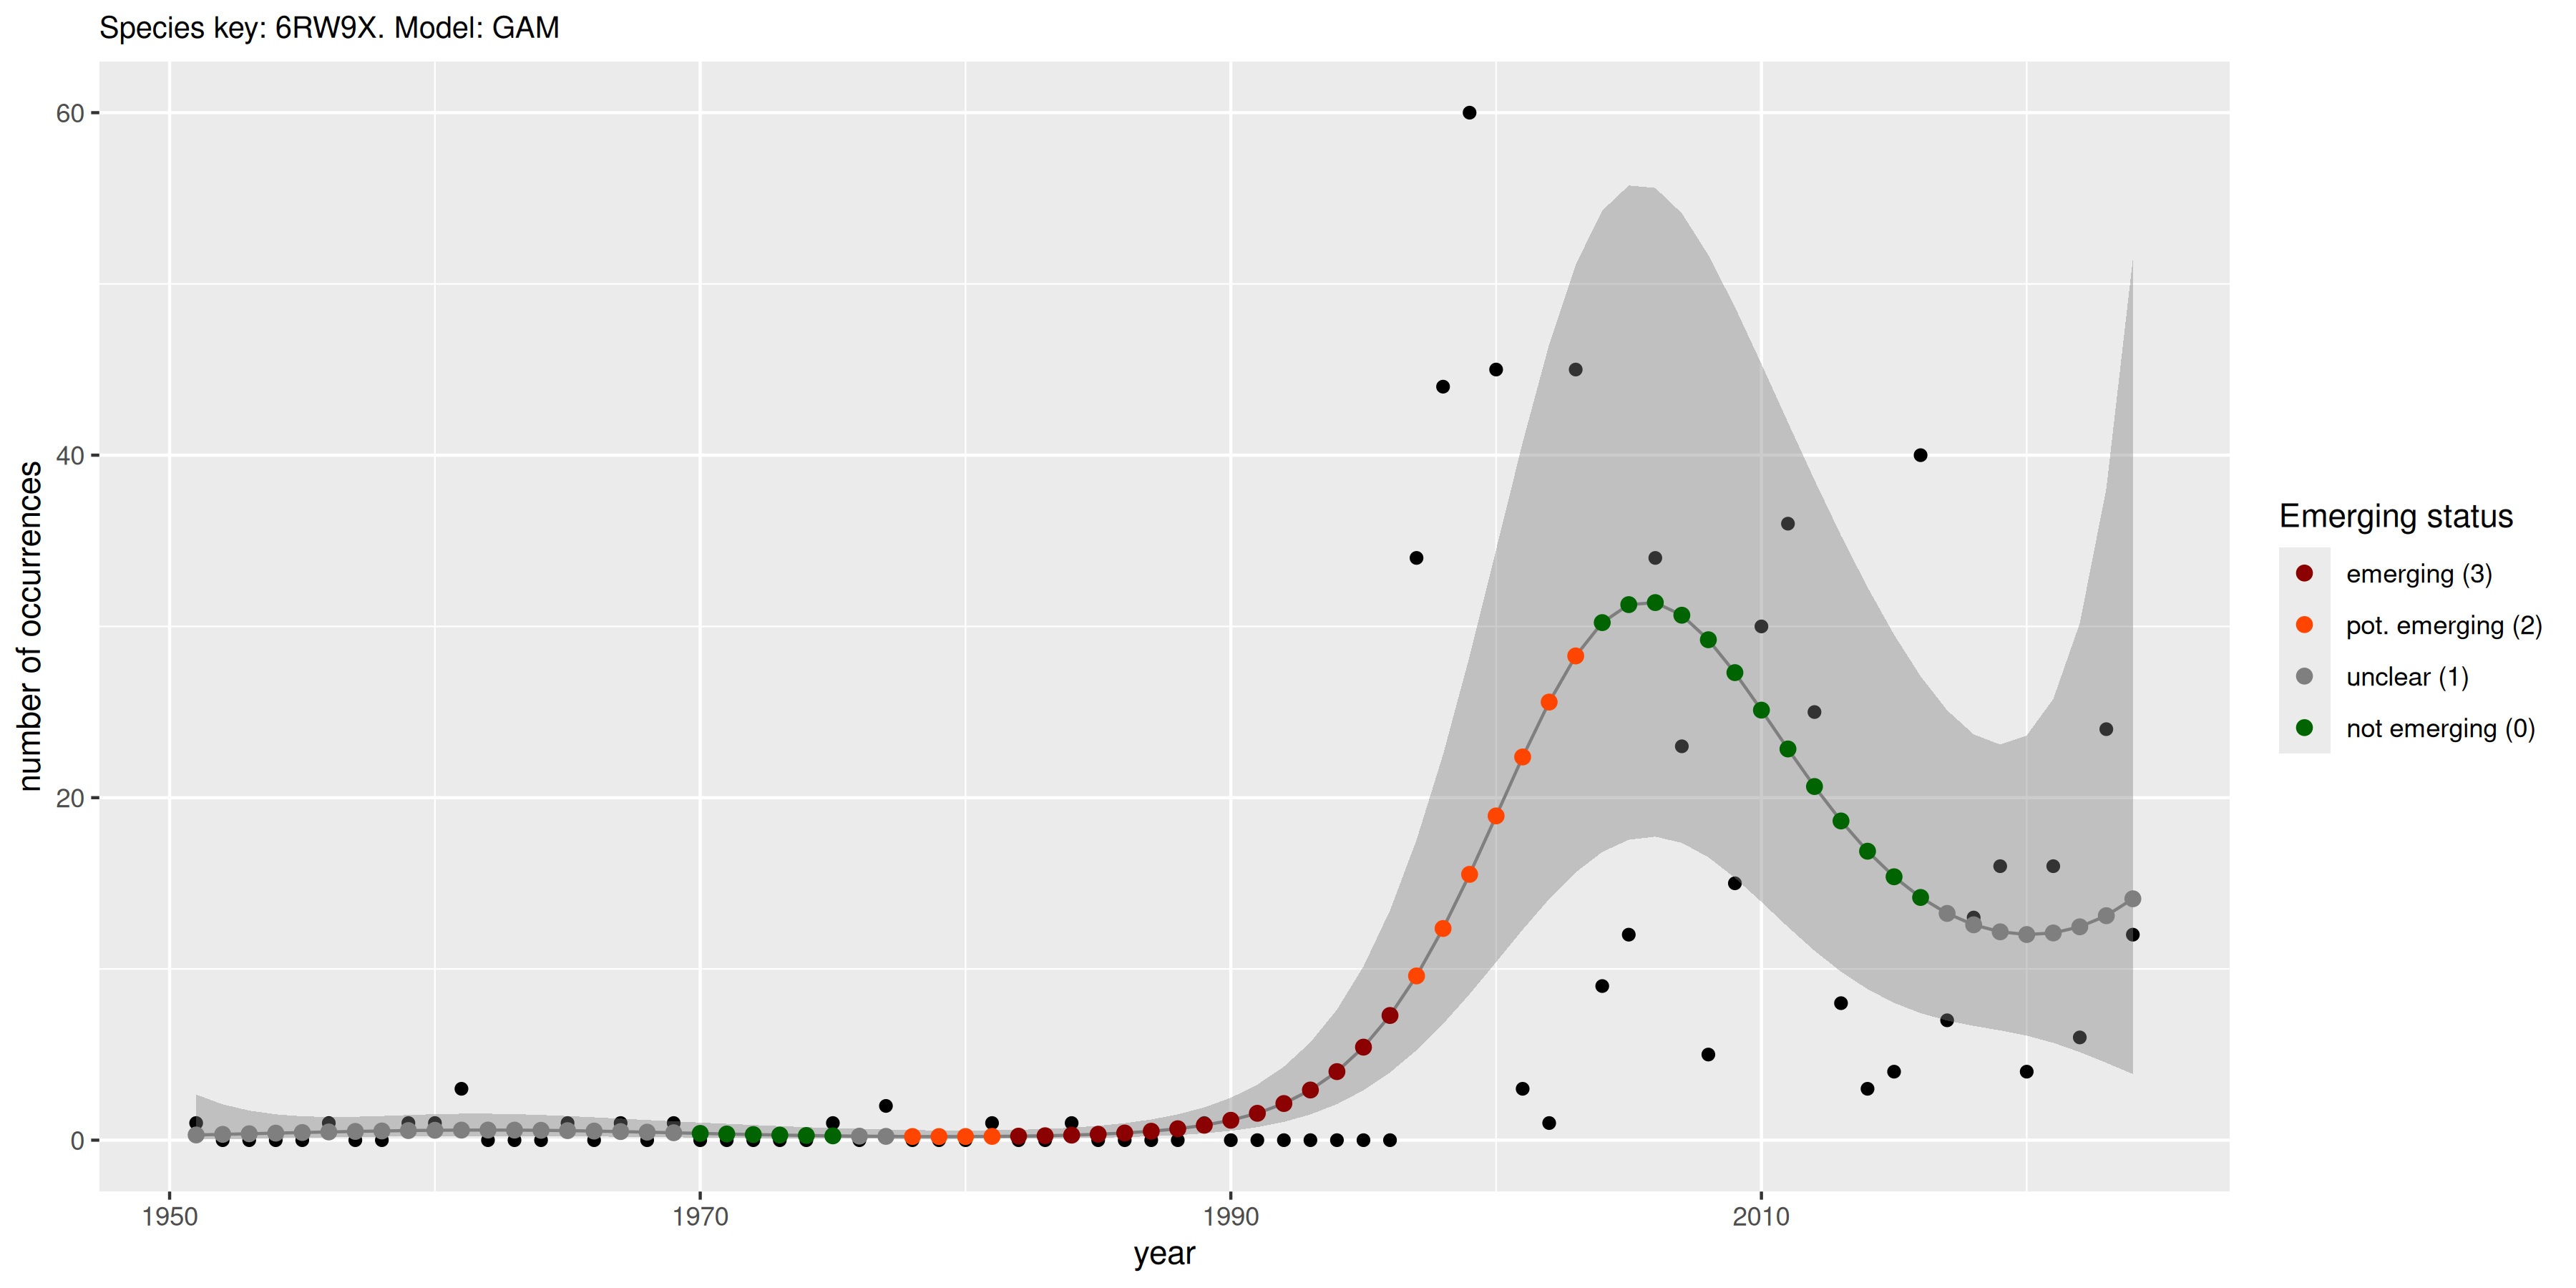 Species key: 6RW9X. Model: GAM
60
40
20
0
number of occurrences
1950
1970
1990
2010
year
Emerging status
emerging (3)
pot. emerging (2)
unclear (1)
not emerging (0)